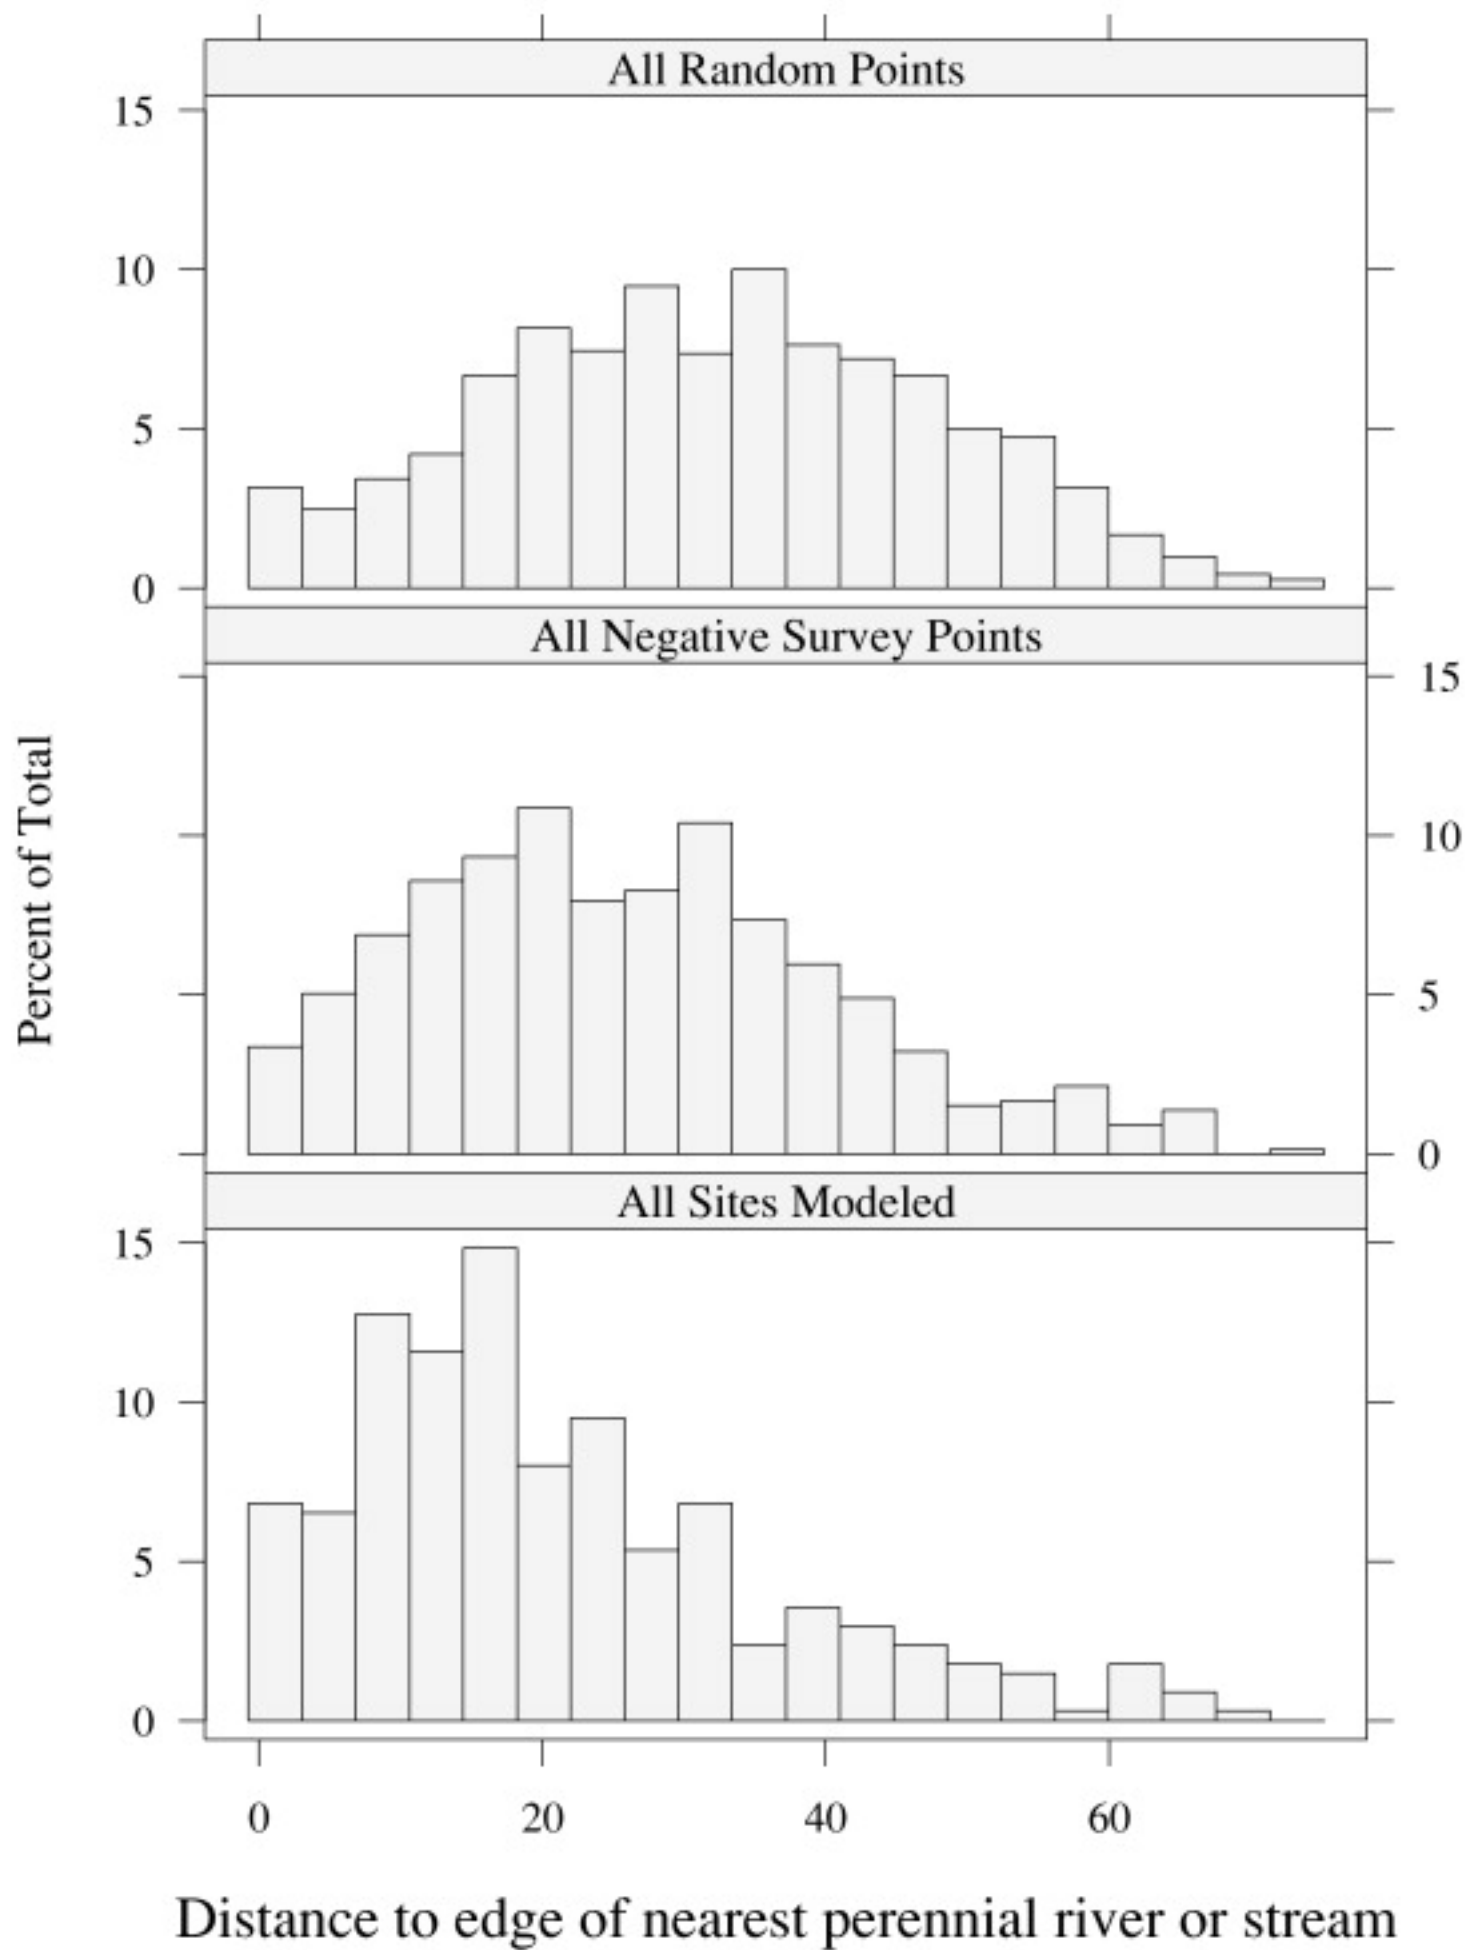 All Random Points
15
10
5
0
All Negative Survey Points
15
10
5
0
Percent of Total
All Sites Modeled
15
10
5
0
0 20 40 60
Distance to edge of nearest perennial river or stream